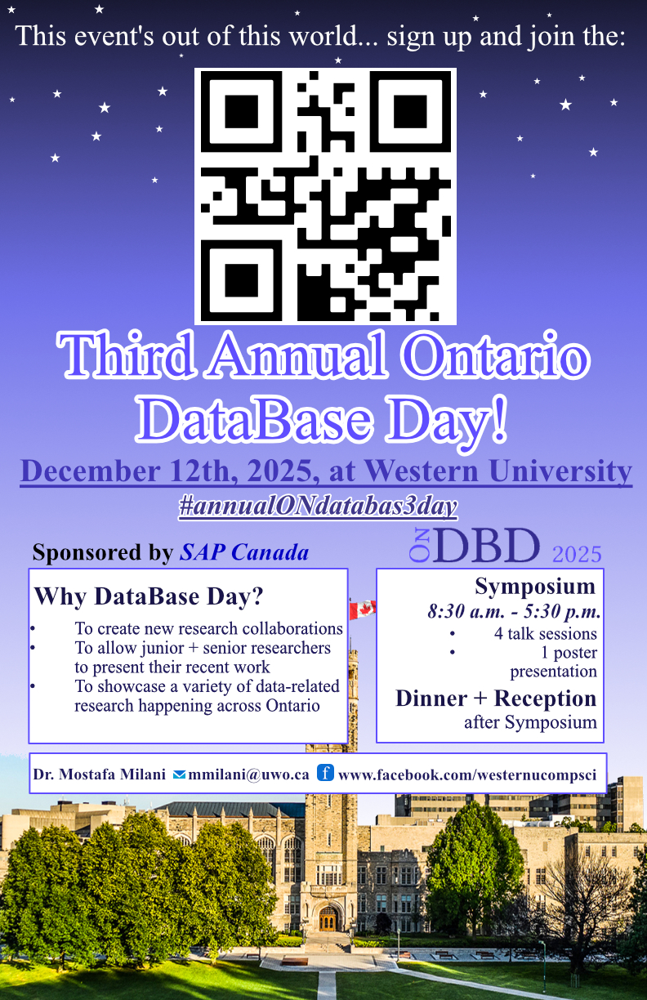 This event's out of this world... sign up and join the:
Third Annual Ontario
DataBase Day!
December 12th, 2025, at Western University
#annualONdatabas3day
Sponsored by SAP Canada
ON DBD 2025
Why DataBase Day?
• To create new research collaborations
• To allow junior + senior researchers
to present their recent work
• To showcase a variety of data-related
research happening across Ontario
Symposium
8:30 a.m. - 5:30 p.m.
• 4 talk sessions
• 1 poster
presentation
Dinner + Reception
after Symposium
Dr. Mostafa Milani mmilani@uwo.ca f www.facebook.com/westernucompsci